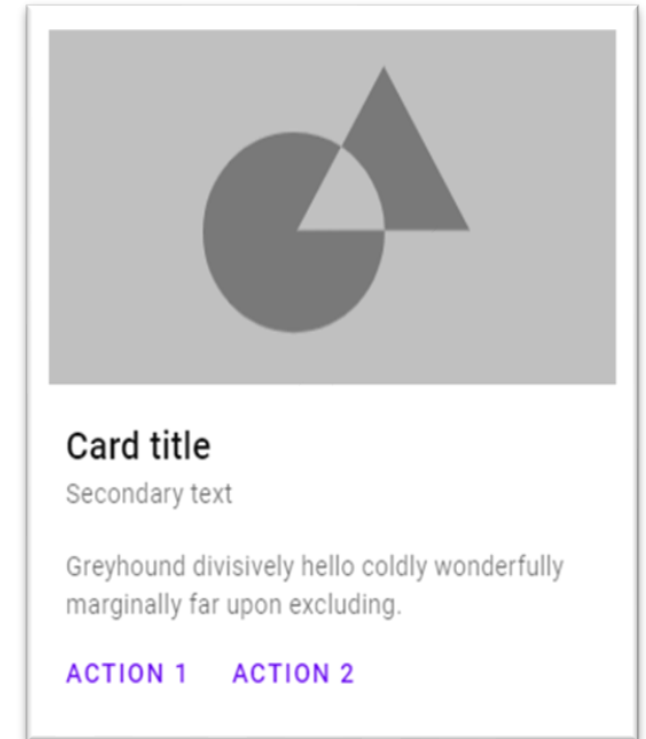 Card title
Secondary text
Greyhound divisively hello coldly wonderfully
marginally far upon excluding.
ACTION 1 ACTION 2